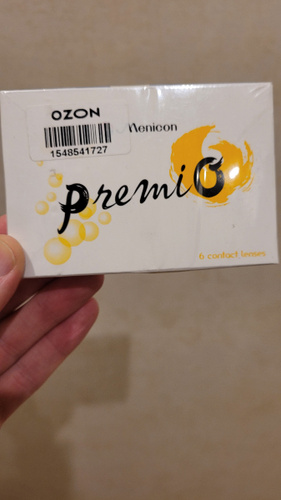 OZON
1548541727
Menicon
PremiO
6 contact lenses